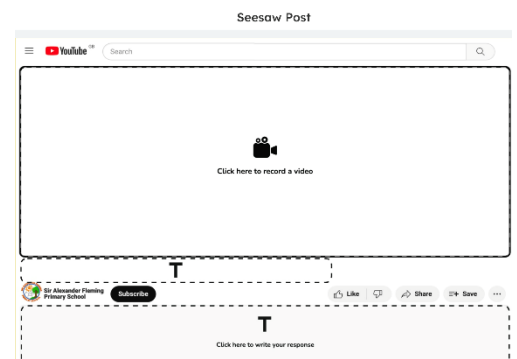 Seesaw Post
YouTube GB
Search
Click here to record a video
T
Sir Alexander Fleming
Primary School
Subscribe
Like
Share
Save
T
Click here to write your response